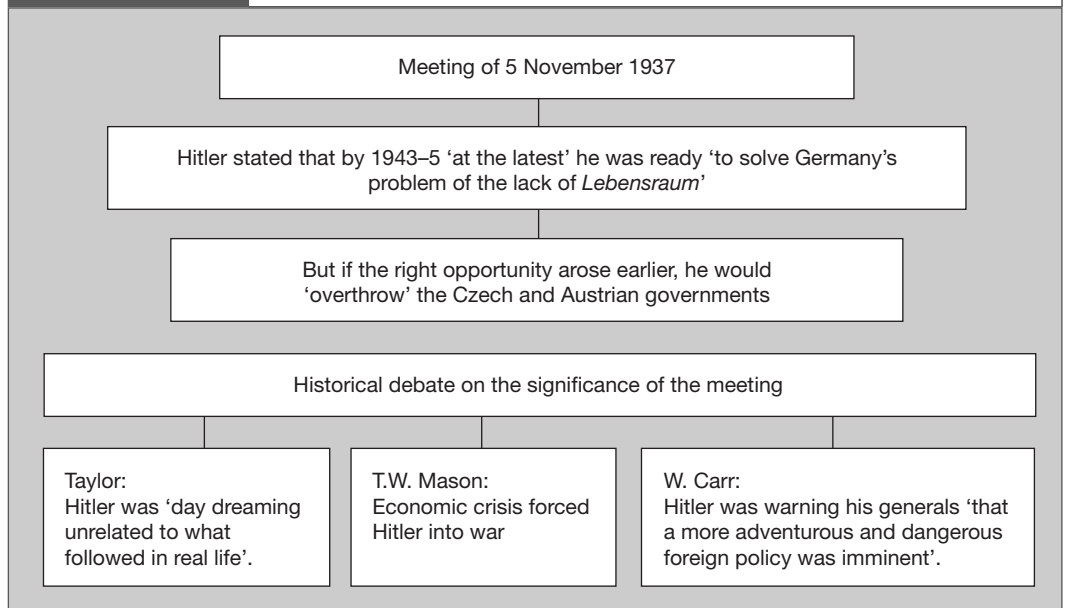 Meeting of 5 November 1937
Hitler stated that by 1943–5 ‘at the latest’ he was ready ‘to solve Germany’s
problem of the lack of Lebensraum’
But if the right opportunity arose earlier, he would
‘overthrow’ the Czech and Austrian governments
Historical debate on the significance of the meeting
Taylor:
Hitler was ‘day dreaming
unrelated to what
followed in real life’.
T.W. Mason:
Economic crisis forced
Hitler into war
W. Carr:
Hitler was warning his generals ‘that
a more adventurous and dangerous
foreign policy was imminent’.